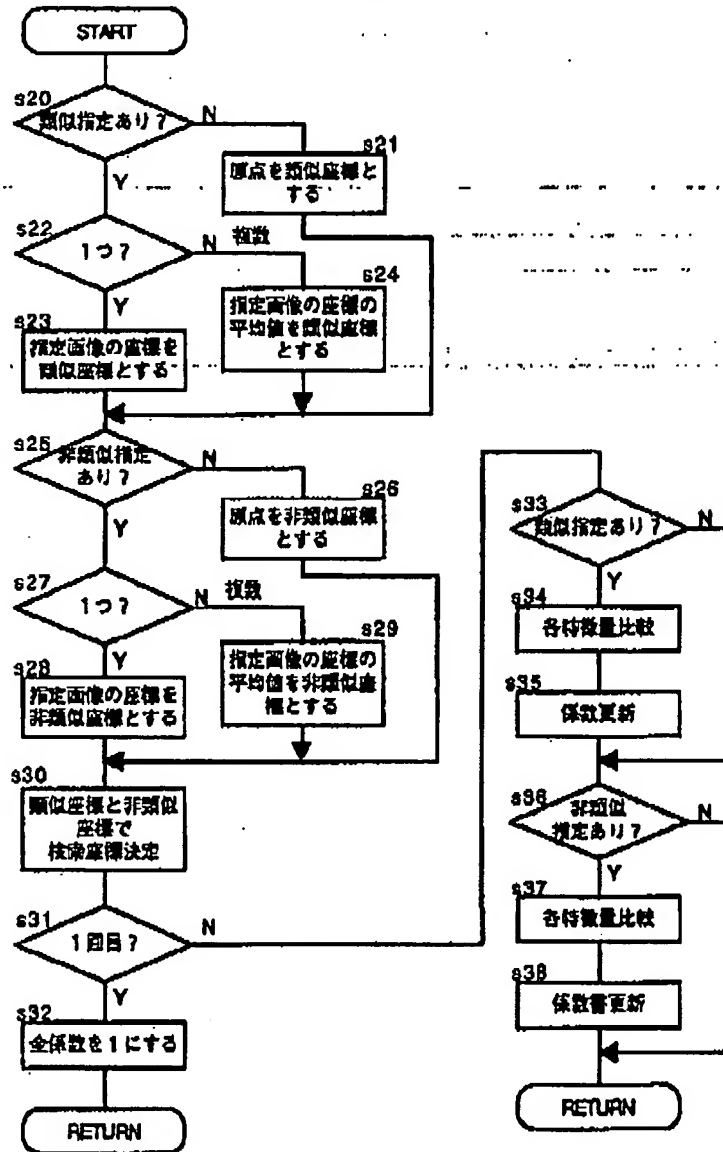 START
s20
類似指定あり?
N
s21
原点を類似座標と
する
Y
s22
1つ?
N 複数
s24
指定画像の座標の
平均値を類似座標
とする
Y
s23
指定画像の座標を
類似座標とする
s25
非類似指定
あり?
N
s26
原点を非類似座標
とする
Y
s27
1つ?
N 複数
s29
指定画像の座標の
平均値を非類似座
標とする
Y
s28
指定画像の座標を
非類似座標とする
s30
類似座標と非類似
座標で
検索座標決定
s31
1回目?
N
Y
s32
全係数を1にする
RETURN
s33
類似指定あり?
N
Y
s34
各特徴量比較
s35
係数更新
s36
非類似
指定あり?
N
Y
s37
各特徴量比較
s38
係数書更新
RETURN